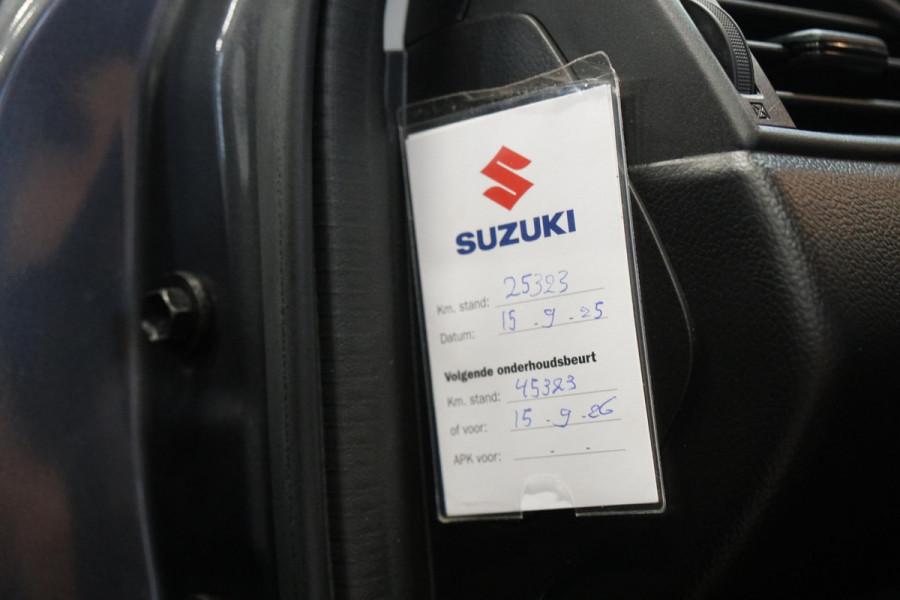 SUZUKI
Km. stand: 25323
Datum: 15 . 9 . 25
Volgende onderhoudsbeurt
Km. stand: 45323
of voor: 15 . 9 . 26
APK voor: - -